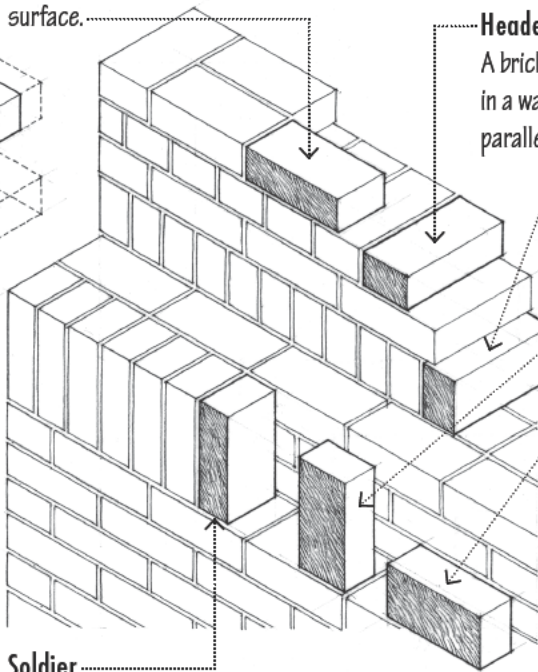 surface.
Heade
A brick
in a wa
paralle
Soldier